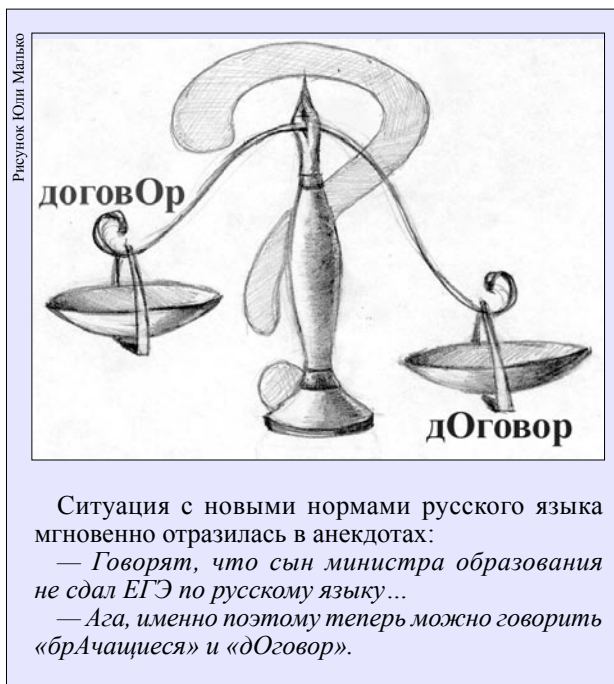 Рисунок Юли Малько
договОр
дОговор
Ситуация с новыми нормами русского языка
мгновенно отразилась в анекдотах:
— Говорят, что сын министра образования
не сдал ЕГЭ по русскому языку...
— Ага, именно поэтому теперь можно говорить
«брАчащиеся» и «дОговор».